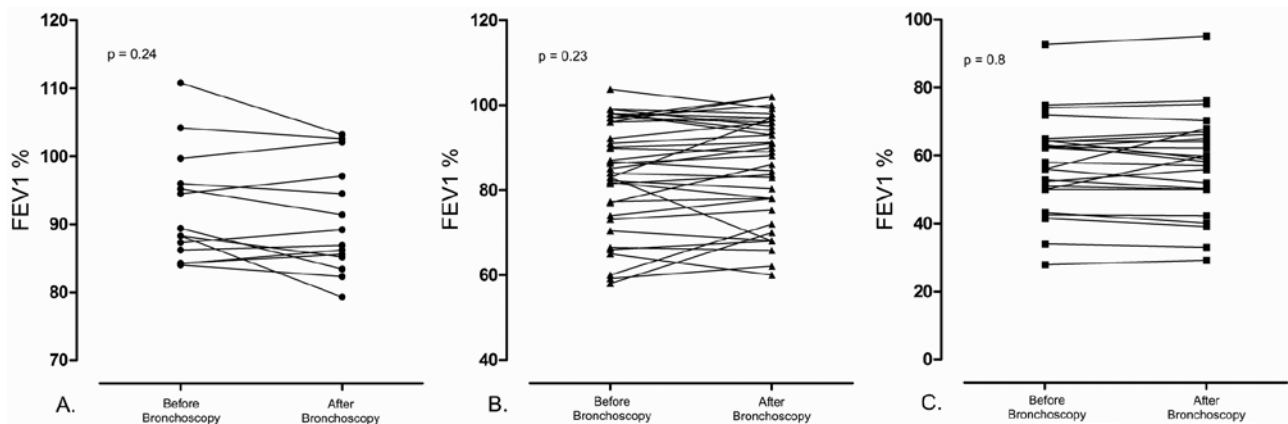 120
110
100
90
80
70
FEV1 %
p = 0.24
A.
Before
Bronchoscopy
After
Bronchoscopy
120
100
80
60
40
FEV1 %
p = 0.23
B.
Before
Bronchoscopy
After
Bronchoscopy
100
80
60
40
20
0
FEV1 %
p = 0.8
C.
Before
Bronchoscopy
After
Bronchoscopy